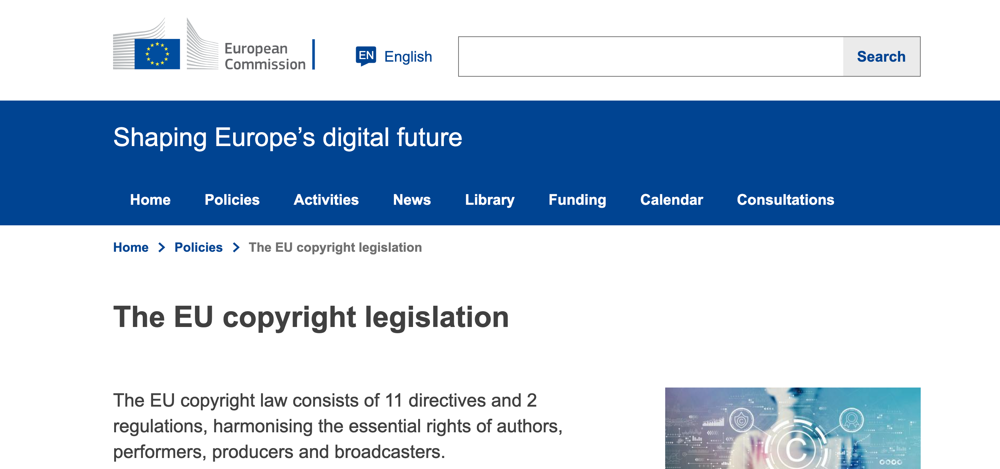 European
Commission
EN English
Search
Shaping Europe’s digital future
Home Policies Activities News Library Funding Calendar Consultations
Home > Policies > The EU copyright legislation
The EU copyright legislation
The EU copyright law consists of 11 directives and 2
regulations, harmonising the essential rights of authors,
performers, producers and broadcasters.
C
C